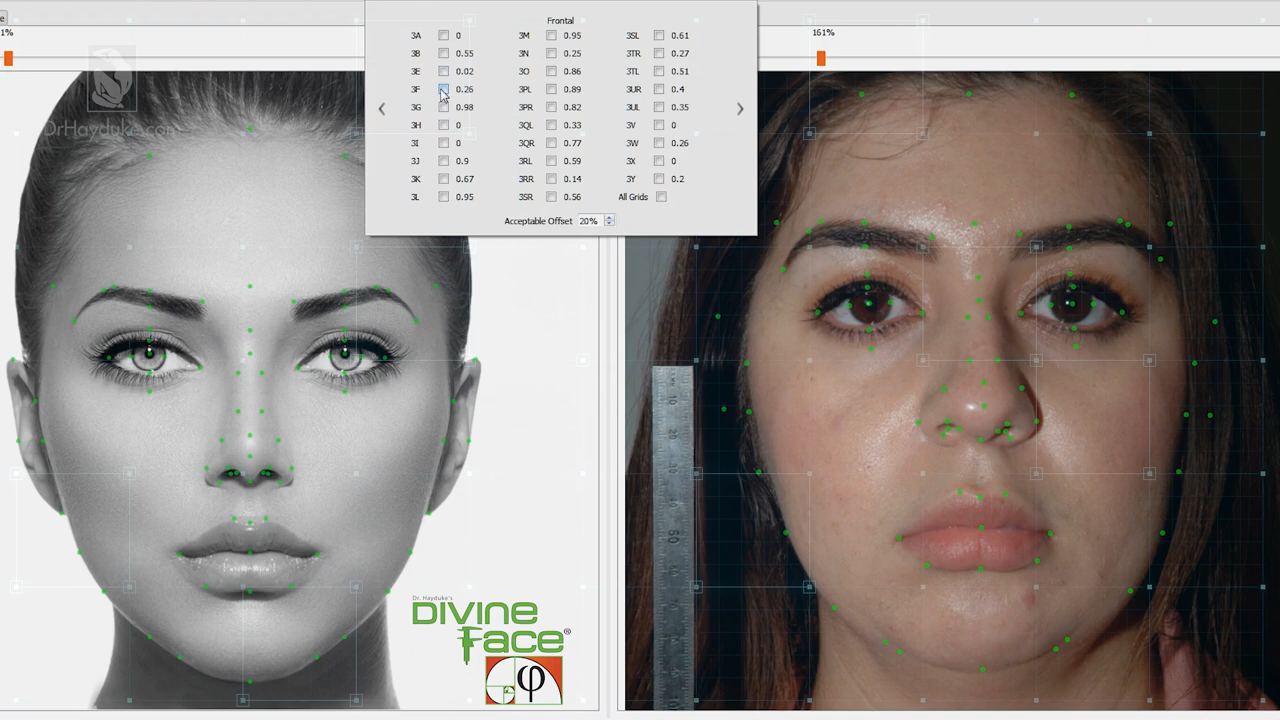 e
1%
Frontal
3A 0 3M 0.95 3SL 0.61
3B 0.55 3N 0.25 3TR 0.27
3E 0.02 3O 0.86 3TL 0.51
3F 0.26 3PL 0.89 3UR 0.4
3G 0.98 3PR 0.82 3UL 0.35
3H 0 3QL 0.33 3V 0
3I 0 3QR 0.77 3W 0.26
3J 0.9 3RL 0.59 3X 0
3K 0.67 3RR 0.14 3Y 0.2
3L 0.95 3SR 0.56 All Grids
Acceptable Offset 20%
161%
DrHayduke.com
10
20
30
50
Dr. Hayduke's
DIVINE
FACE®
φ